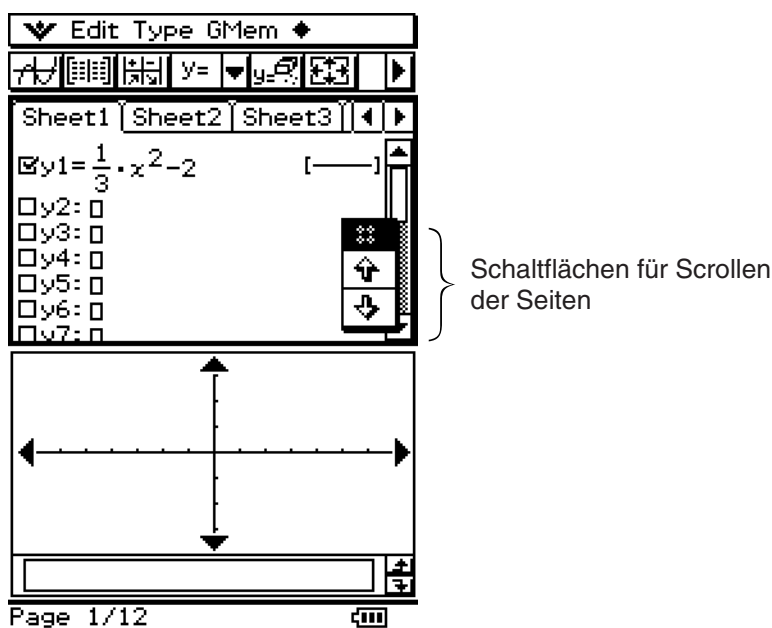 Edit Type GMem
y= y=
Sheet1 Sheet2 Sheet3
y1=1/3·x²-2 [—]
y2:
y3:
y4:
y5:
y6:
y7:
Schaltflächen für Scrollen
der Seiten
Page 1/12